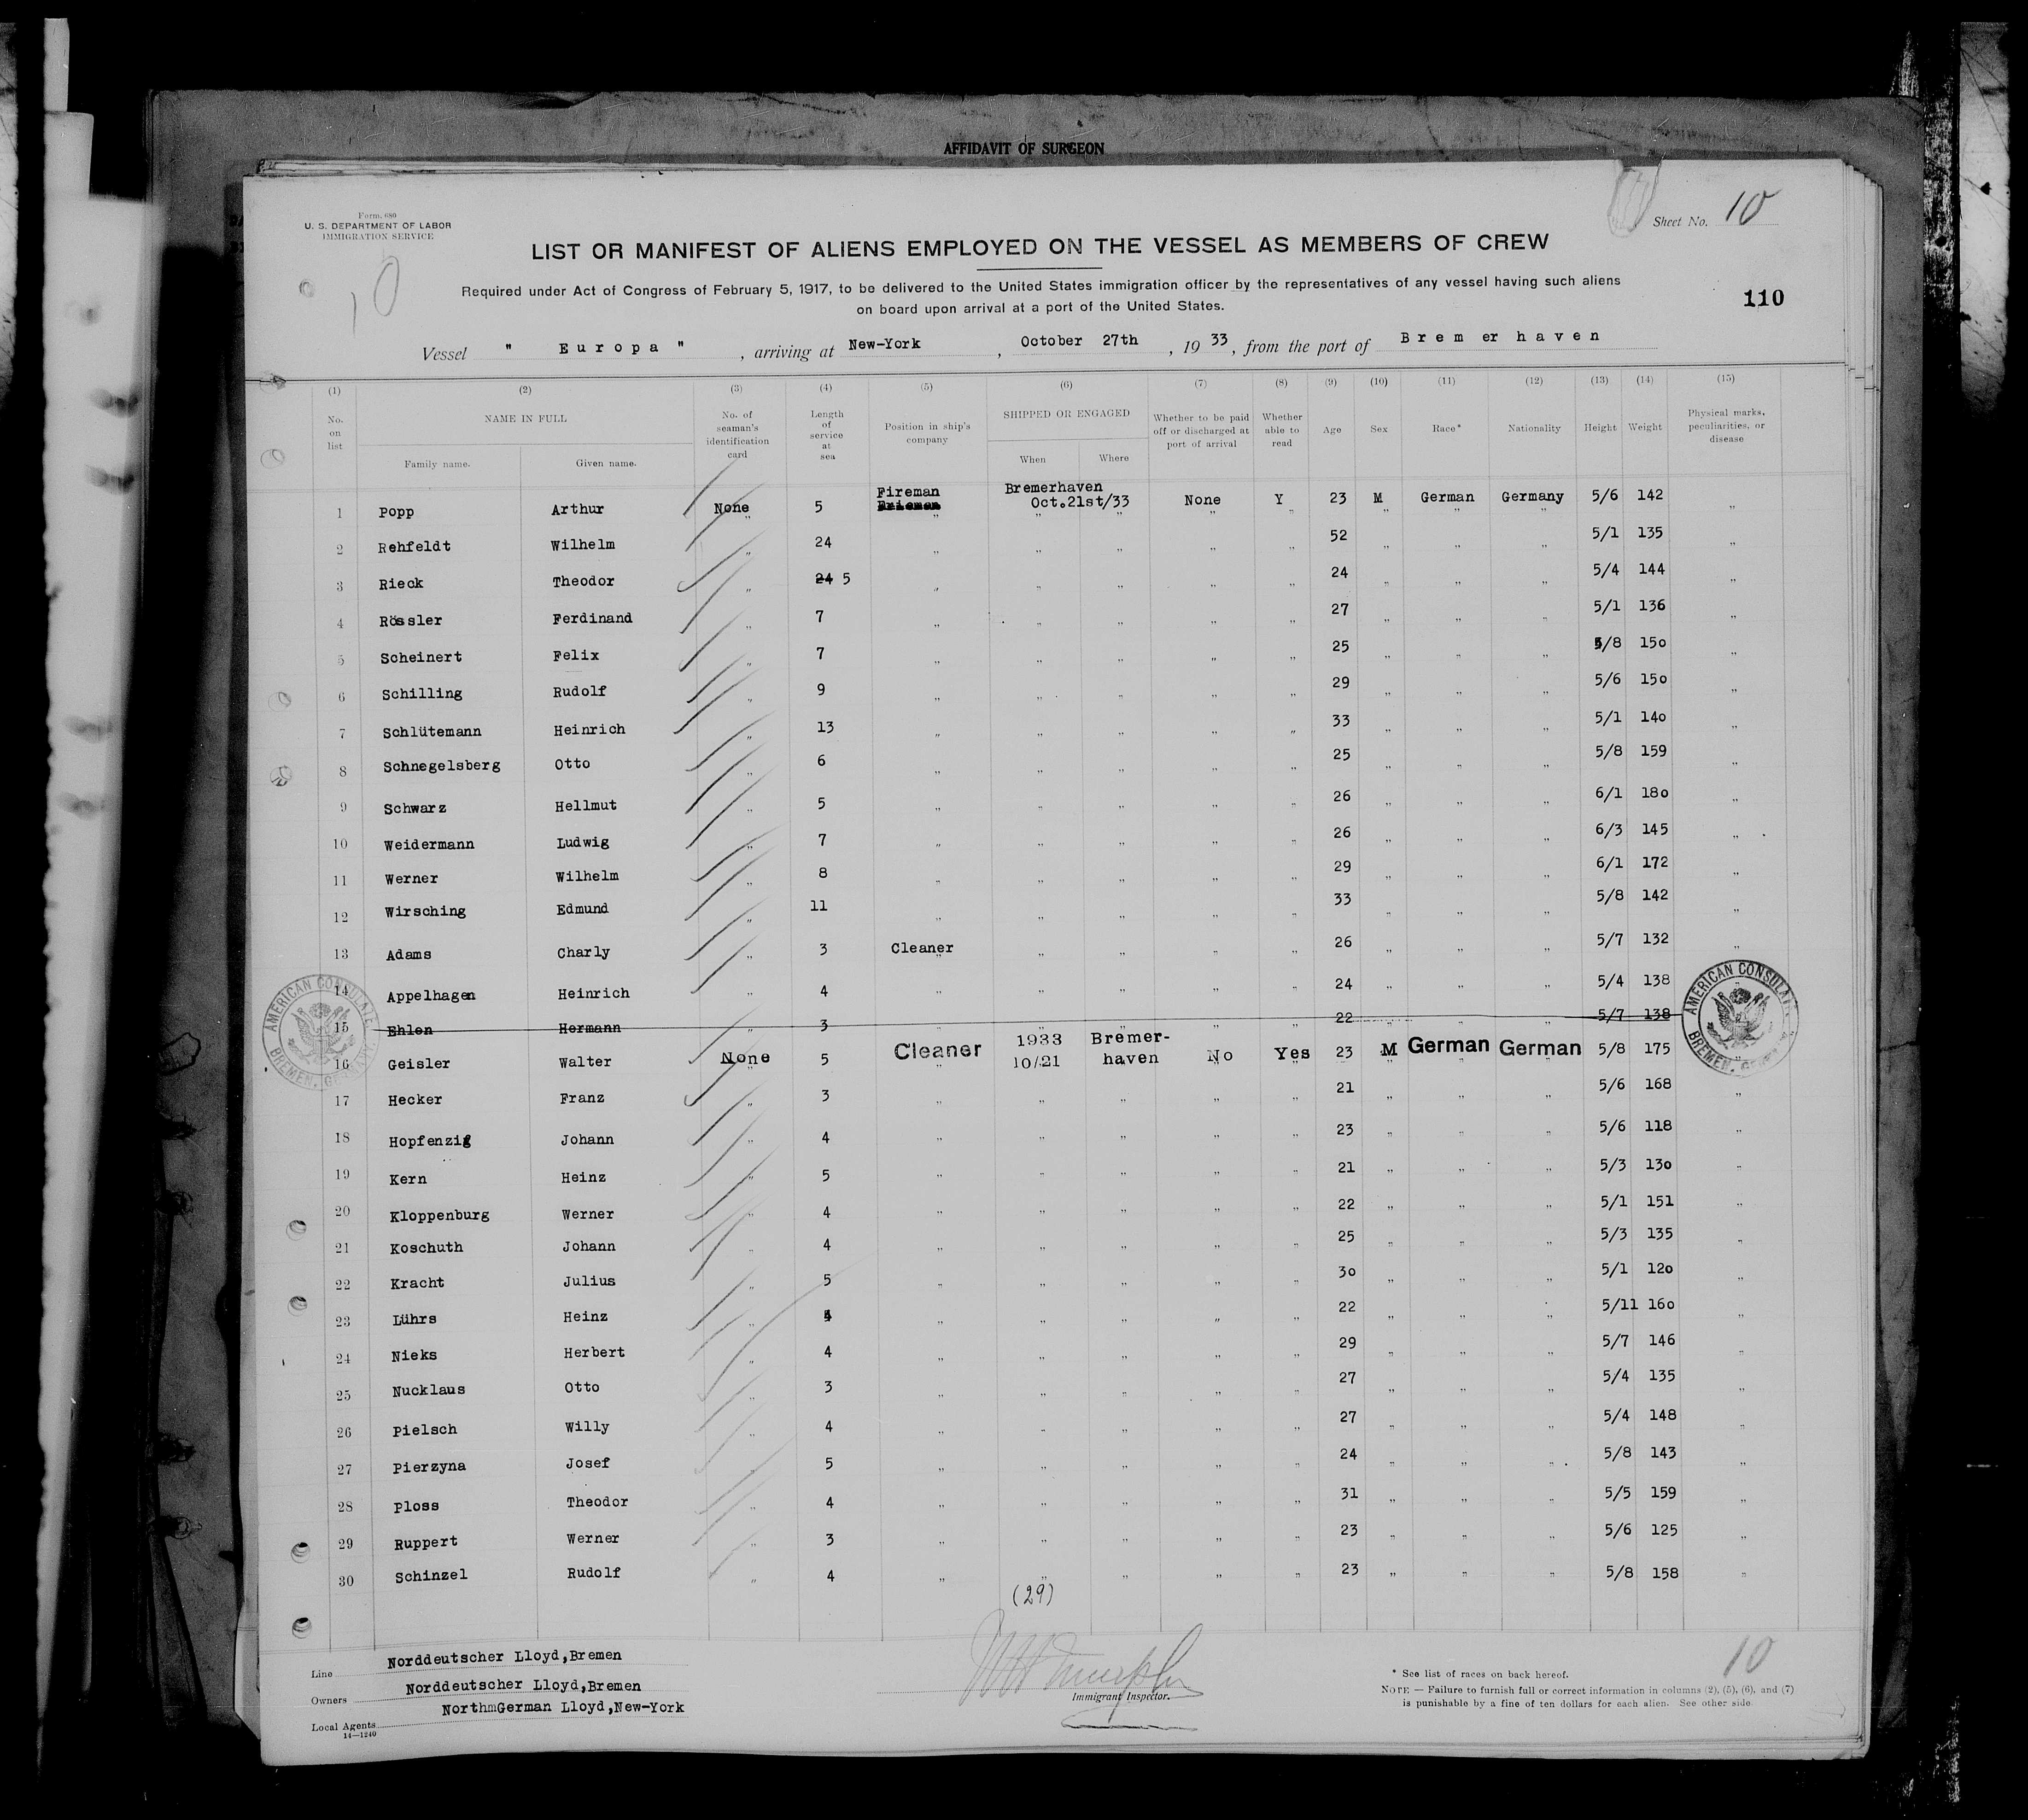 AFFIDAVIT OF SURGEON
Form 680
U. S. DEPARTMENT OF LABOR
IMMIGRATION SERVICE
Sheet No. 10
10
LIST OR MANIFEST OF ALIENS EMPLOYED ON THE VESSEL AS MEMBERS OF CREW
Required under Act of Congress of February 5, 1917, to be delivered to the United States immigration officer by the representatives of any vessel having such aliens
on board upon arrival at a port of the United States.
110
Vessel " Europa " , arriving at New-York , October 27th , 1933, from the port of Bremerhaven
(1) (2) (3) (4) (5) (6) (7) (8) (9) (10) (11) (12) (13) (14) (15)
No. on list NAME IN FULL Family name. Given name. No. of seaman's identification card Length of service at sea Position in ship's company SHIPPED OR ENGAGED When Where Whether to be paid off or discharged at port of arrival Whether able to read Age Sex Race* Nationality Height Weight Physical marks, peculiarities, or disease
1 Popp Arthur None 5 Fireman Bremerhaven Oct.21st/33 None Y 23 M German Germany 5/6 142 "
2 Rehfeldt Wilhelm " 24 " " " " " 52 " " " 5/1 135 "
3 Rieck Theodor " 24 5 " " " " " 24 " " " 5/4 144 "
4 Rössler Ferdinand " 7 " " " " " 27 " " " 5/1 136 "
5 Scheinert Felix " 7 " " " " " 25 " " " 5/8 150 "
6 Schilling Rudolf " 9 " " " " " 29 " " " 5/6 150 "
7 Schlütemann Heinrich " 13 " " " " " 33 " " " 5/1 140 "
8 Schnegelsberg Otto " 6 " " " " " 25 " " " 5/8 159 "
9 Schwarz Hellmut " 5 " " " " " 26 " " " 6/1 180 "
10 Weidermann Ludwig " 7 " " " " " 26 " " " 6/3 145 "
11 Werner Wilhelm " 8 " " " " " 29 " " " 6/1 172 "
12 Wirsching Edmund " 11 " " " " " 33 " " " 5/8 142 "
13 Adams Charly " 3 Cleaner " " " " 26 " " " 5/7 132 "
14 Appelhagen Heinrich " 4 " " " " " 24 " " " 5/4 138 "
15 Ehlen Hermann " 3 " " " " " 22 " " " 5/7 138
16 Geisler Walter None 5 Cleaner 1933 10/21 Bremerhaven No Yes 23 M German German 5/8 175 "
17 Hecker Franz " 3 " " " " " 21 " " " 5/6 168 "
18 Hopfenzig Johann " 4 " " " " " 23 " " " 5/6 118 "
19 Kern Heinz " 5 " " " " " 21 " " " 5/3 130 "
20 Kloppenburg Werner " 4 " " " " " 22 " " " 5/1 151 "
21 Koschuth Johann " 4 " " " " " 25 " " " 5/3 135 "
22 Kracht Julius " 5 " " " " " 30 " " " 5/1 120 "
23 Lührs Heinz " 4 " " " " " 22 " " " 5/11 160 "
24 Nieks Herbert " 4 " " " " " 29 " " " 5/7 146 "
25 Nucklaus Otto " 3 " " " " " 27 " " " 5/4 135 "
26 Pielsch Willy " 4 " " " " " 27 " " " 5/4 148 "
27 Pierzyna Josef " 5 " " " " " 24 " " " 5/8 143 "
28 Ploss Theodor " 4 " " " " " 31 " " " 5/5 159 "
29 Ruppert Werner " 3 " " " " " 23 " " " 5/6 125 "
30 Schinzel Rudolf " 4 " " " " " 23 " " " 5/8 158 "
AMERICAN CONSULATE BREMEN, GERMANY
AMERICAN CONSULATE BREMEN, GERMANY
(29)
Line Norddeutscher Lloyd,Bremen
Owners Norddeutscher Lloyd,Bremen
Local Agents NorthmGerman Lloyd,New-York
14—1240
Immigrant Inspector.
10
* See list of races on back hereof.
NOTE — Failure to furnish full or correct information in columns (2), (5), (6), and (7)
is punishable by a fine of ten dollars for each alien. See other side.